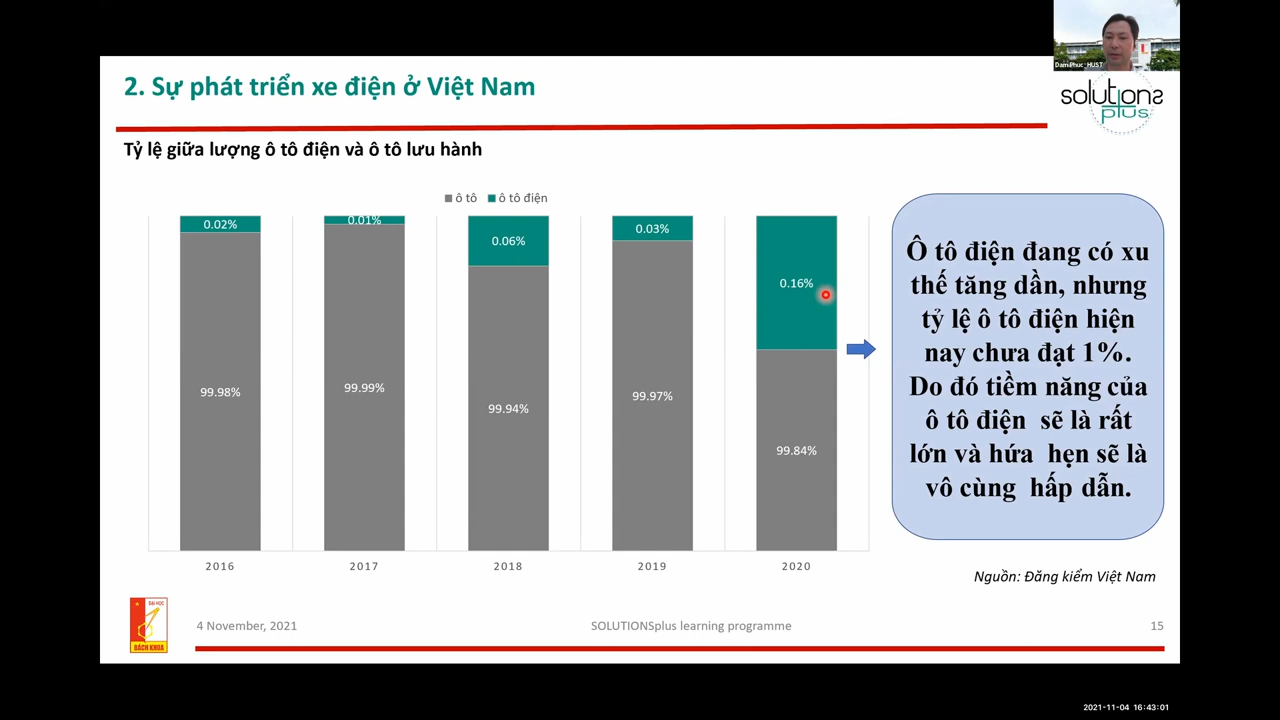 DamPhuc_HUST
solutions
plus
2. Sự phát triển xe điện ở Việt Nam
Tỷ lệ giữa lượng ô tô điện và ô tô lưu hành
ô tô ô tô điện
0.02% 0.01% 0.06% 0.03% 0.16%
99.98% 99.99% 99.94% 99.97% 99.84%
2016 2017 2018 2019 2020
Ô tô điện đang có xu
thế tăng dần, nhưng
tỷ lệ ô tô điện hiện
nay chưa đạt 1%.
Do đó tiềm năng của
ô tô điện sẽ là rất
lớn và hứa hẹn sẽ là
vô cùng hấp dẫn.
Nguồn: Đăng kiểm Việt Nam
ĐẠI HỌC
BÁCH KHOA
4 November, 2021 SOLUTIONSplus learning programme 15
2021-11-04 16:43:01